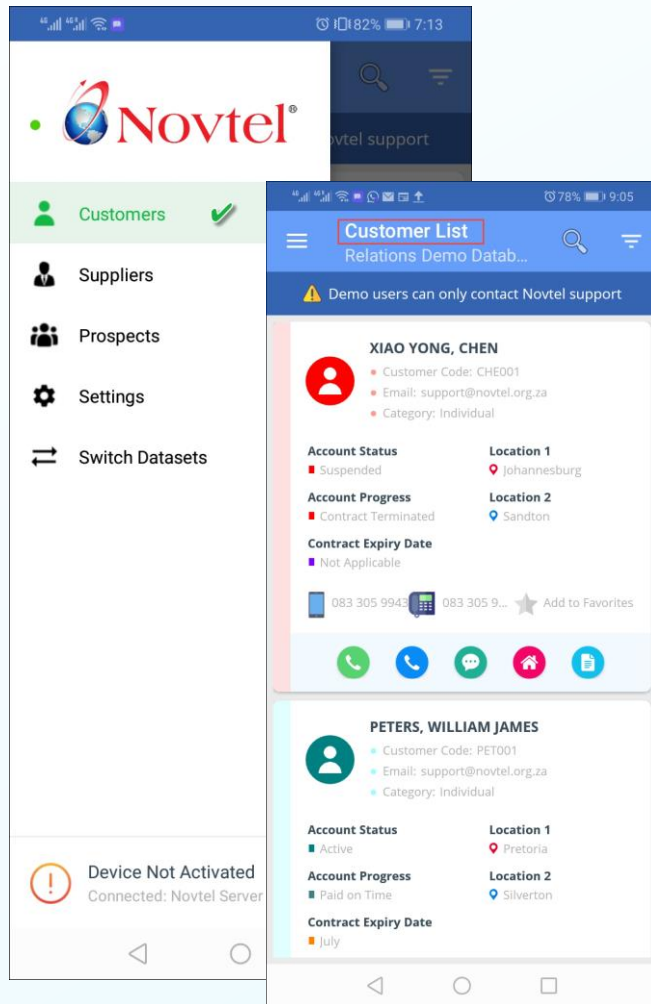 82% 7:13
Novtel®
ovtel support
Customers
Suppliers
Prospects
Settings
Switch Datasets
Device Not Activated
Connected: Novtel Server
78% 9:05
Customer List
Relations Demo Datab...
Demo users can only contact Novtel support
XIAO YONG, CHEN
Customer Code: CHE001
Email: support@novtel.org.za
Category: Individual
Account Status Location 1
Suspended Johannesburg
Account Progress Location 2
Contract Terminated Sandton
Contract Expiry Date
Not Applicable
083 305 9943 083 305 9... Add to Favorites
PETERS, WILLIAM JAMES
Customer Code: PET001
Email: support@novtel.org.za
Category: Individual
Account Status Location 1
Active Pretoria
Account Progress Location 2
Paid on Time Silverton
Contract Expiry Date
July